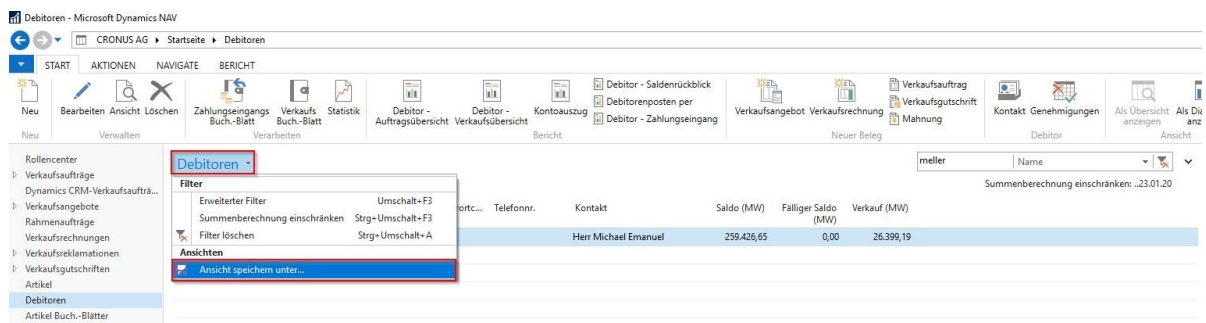 Debitoren - Microsoft Dynamics NAV
CRONUS AG ▸ Startseite ▸ Debitoren
START AKTIONEN NAVIGATE BERICHT
Neu Bearbeiten Ansicht Löschen Zahlungseingangs Buch.-Blatt Verkaufs Buch.-Blatt Statistik Debitor - Auftragsübersicht Debitor - Verkaufsübersicht Kontoauszug
Debitor - Saldenrückblick
Debitorenposten per
Debitor - Zahlungseingang
Verkaufsangebot Verkaufsrechnung
Verkaufsauftrag
Verkaufsgutschrift
Mahnung
Kontakt Genehmigungen Als Übersicht anzeigen Als Dia anz
Neu Verwalten Verarbeiten Bericht Neuer Beleg Debitor Ansicht
Rollencenter
Verkaufsaufträge
Dynamics CRM-Verkaufsaufträ...
Verkaufsangebote
Rahmenaufträge
Verkaufsrechnungen
Verkaufsreklamationen
Verkaufsgutschriften
Artikel
Debitoren
Artikel Buch.-Blätter
Debitoren
meller Name
Summenberechnung einschränken: ..23.01.20
Filter
Erweiterter Filter Umschalt+F3
Summenberechnung einschränken Strg+Umschalt+F3
Filter löschen Strg+Umschalt+A
Ansichten
Ansicht speichern unter...
ortc... Telefonnr. Kontakt Saldo (MW) Fälliger Saldo (MW) Verkauf (MW)
Herr Michael Emanuel 259.426,65 0,00 26.399,19